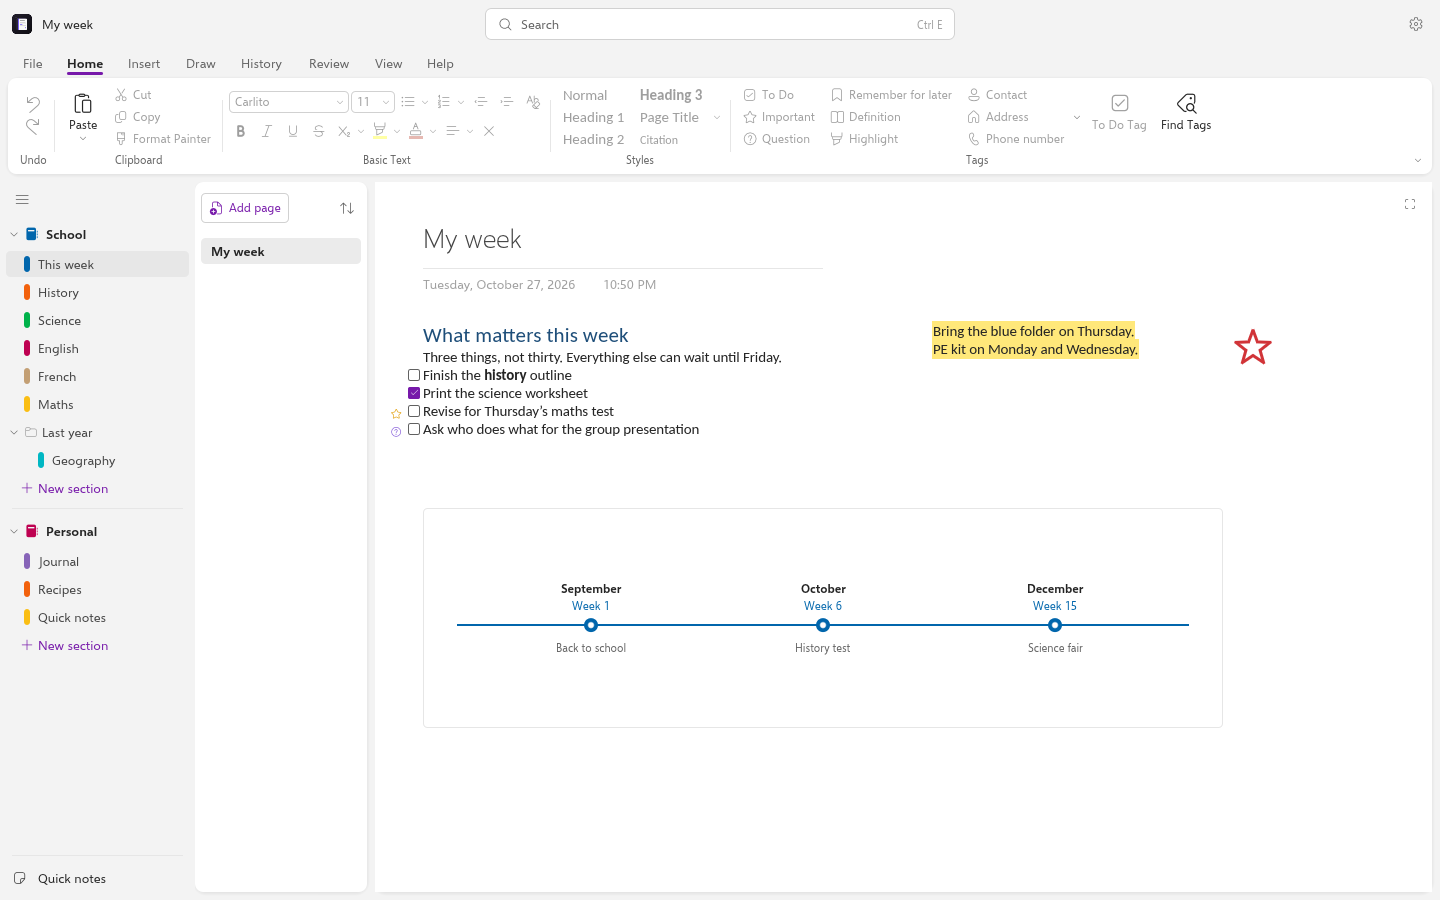 My week
Search
Ctrl E
File Home Insert Draw History Review View Help
Paste
Cut
Copy
Format Painter
Carlito
11
Normal
Heading 1
Heading 2
Heading 3
Page Title
Citation
To Do
Important
Question
Remember for later
Definition
Highlight
Contact
Address
Phone number
To Do Tag
Find Tags
Undo
Clipboard
Basic Text
Styles
Tags
School
This week
History
Science
English
French
Maths
Last year
Geography
New section
Personal
Journal
Recipes
Quick notes
New section
Quick notes
Add page
My week
My week
Tuesday, October 27, 2026 10:50 PM
What matters this week
Three things, not thirty. Everything else can wait until Friday.
Finish the history outline
Print the science worksheet
Revise for Thursday’s maths test
Ask who does what for the group presentation
Bring the blue folder on Thursday.
PE kit on Monday and Wednesday.
September
Week 1
Back to school
October
Week 6
History test
December
Week 15
Science fair